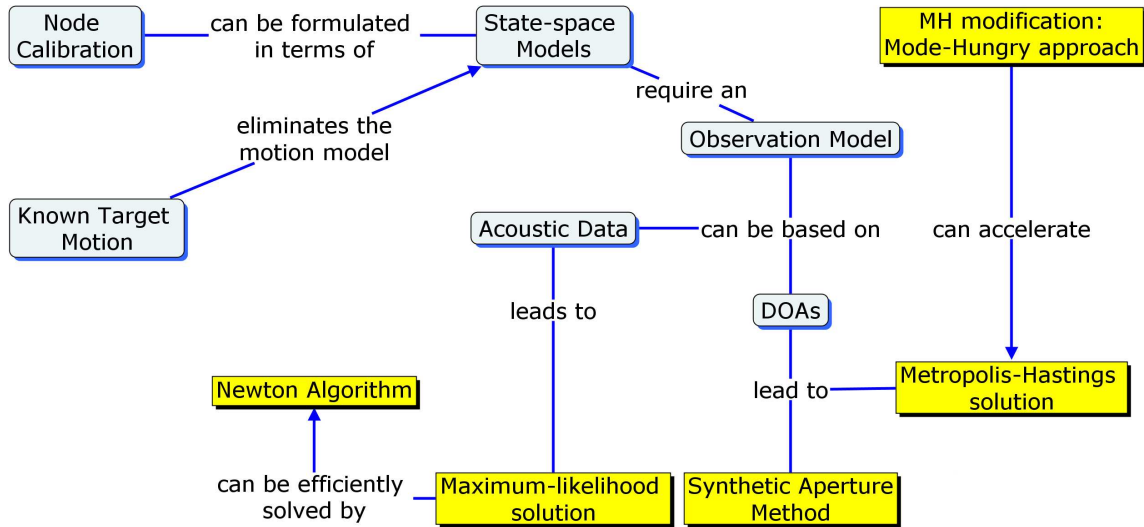 Node
Calibration
can be formulated
in terms of
State-space
Models
MH modification:
Mode-Hungry approach
require an
eliminates the
motion model
Observation Model
Known Target
Motion
Acoustic Data
can be based on
can accelerate
leads to
DOAs
Newton Algorithm
lead to
Metropolis-Hastings
solution
can be efficiently
solved by
Maximum-likelihood
solution
Synthetic Aperture
Method